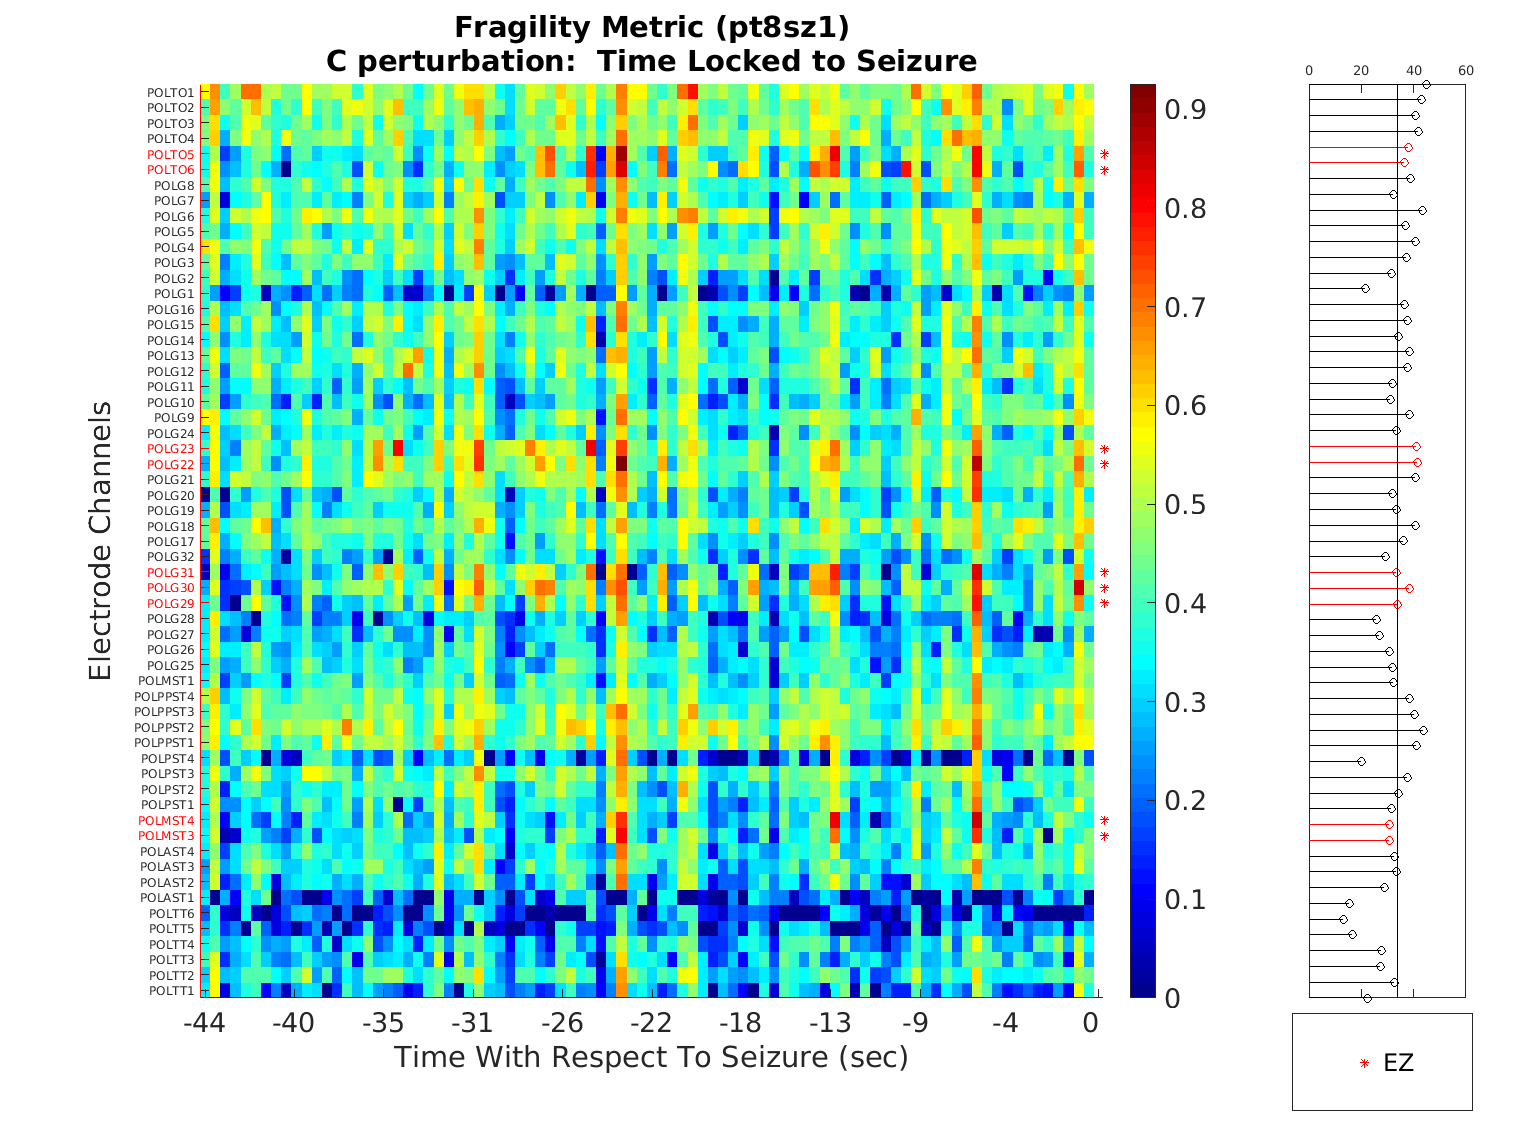 Fragility Metric (pt8sz1)
C perturbation:  Time Locked to Seizure
Electrode Channels
POLTO1
POLTO2
POLTO3
POLTO4
POLTO5
POLTO6
POLG8
POLG7
POLG6
POLG5
POLG4
POLG3
POLG2
POLG1
POLG16
POLG15
POLG14
POLG13
POLG12
POLG11
POLG10
POLG9
POLG24
POLG23
POLG22
POLG21
POLG20
POLG19
POLG18
POLG17
POLG32
POLG31
POLG30
POLG29
POLG28
POLG27
POLG26
POLG25
POLMST1
POLPPST4
POLPPST3
POLPPST2
POLPPST1
POLPST4
POLPST3
POLPST2
POLPST1
POLMST4
POLMST3
POLAST4
POLAST3
POLAST2
POLAST1
POLTT6
POLTT5
POLTT4
POLTT3
POLTT2
POLTT1
-44 -40 -35 -31 -26 -22 -18 -13 -9 -4 0
Time With Respect To Seizure (sec)
0.9
0.8
0.7
0.6
0.5
0.4
0.3
0.2
0.1
0
0 20 40 60
EZ